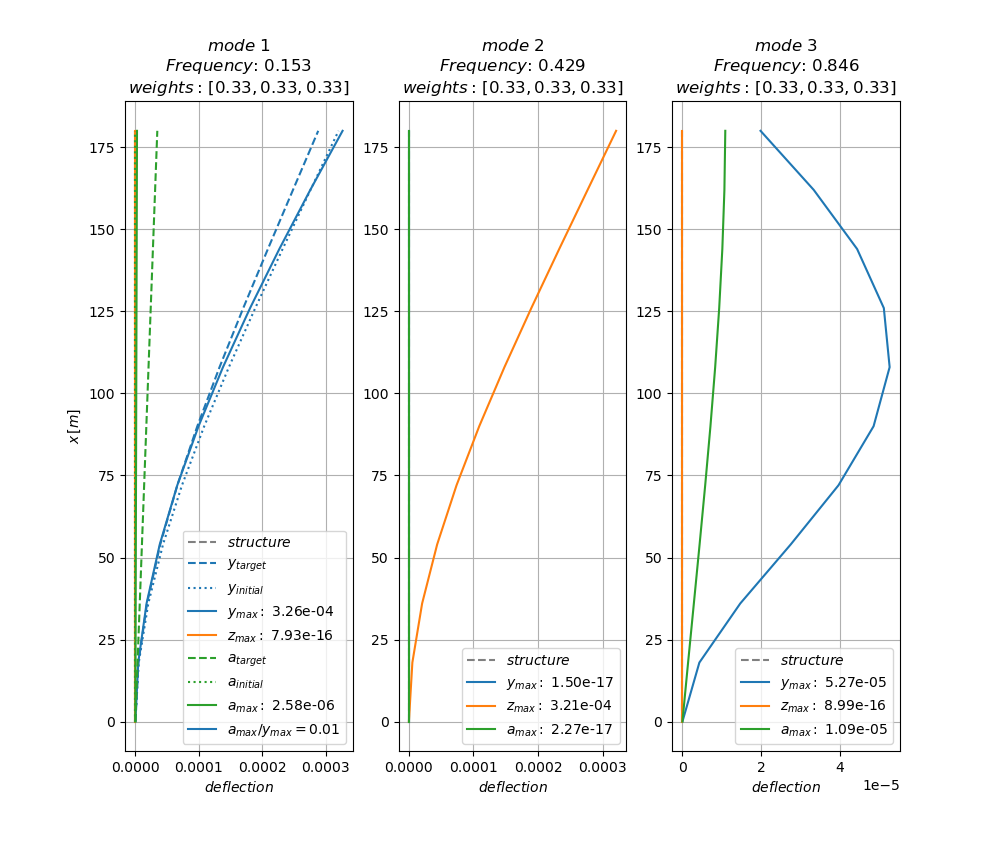 mode 1
Frequency: 0.153
weights : [0.33, 0.33, 0.33]
175
150
125
100
75
50
25
0
x [m]
structure
y_target
y_initial
y_max : 3.26e-04
z_max : 7.93e-16
a_target
a_initial
a_max : 2.58e-06
a_max/y_max = 0.01
0.0000 0.0001 0.0002 0.0003
deflection
mode 2
Frequency: 0.429
weights : [0.33, 0.33, 0.33]
175
150
125
100
75
50
25
0
structure
y_max : 1.50e-17
z_max : 3.21e-04
a_max : 2.27e-17
0.0000 0.0001 0.0002 0.0003
deflection
mode 3
Frequency: 0.846
weights : [0.33, 0.33, 0.33]
175
150
125
100
75
50
25
0
structure
y_max : 5.27e-05
z_max : 8.99e-16
a_max : 1.09e-05
0 2 4
1e−5
deflection